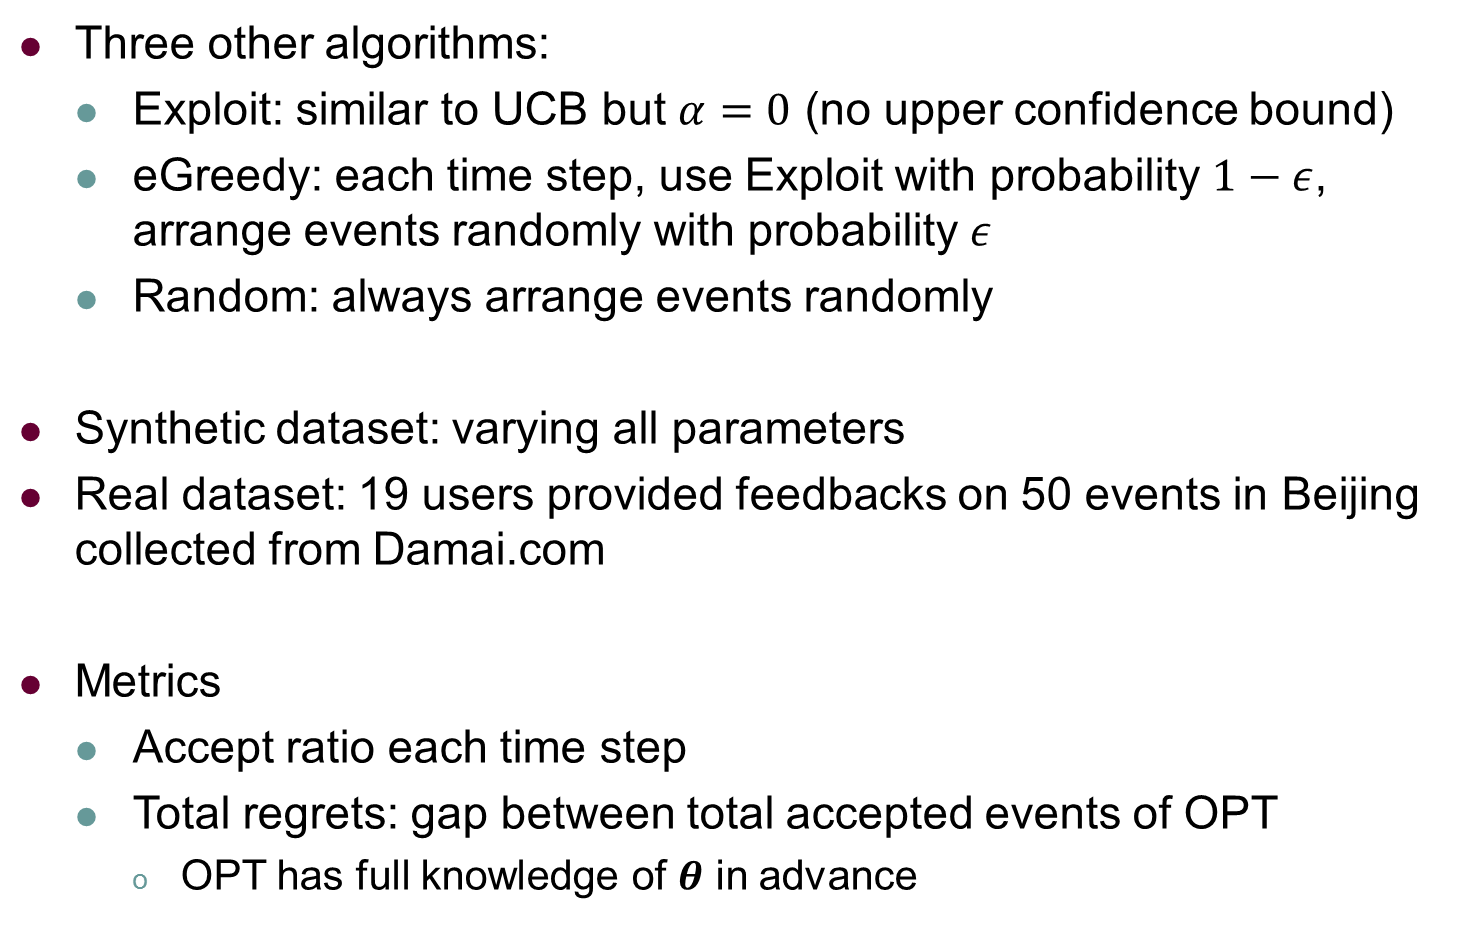 ● Three other algorithms:
● Exploit: similar to UCB but α = 0 (no upper confidence bound)
● eGreedy: each time step, use Exploit with probability 1 − ϵ,
arrange events randomly with probability ϵ
● Random: always arrange events randomly
● Synthetic dataset: varying all parameters
● Real dataset: 19 users provided feedbacks on 50 events in Beijing
collected from Damai.com
● Metrics
● Accept ratio each time step
● Total regrets: gap between total accepted events of OPT
o OPT has full knowledge of θ in advance